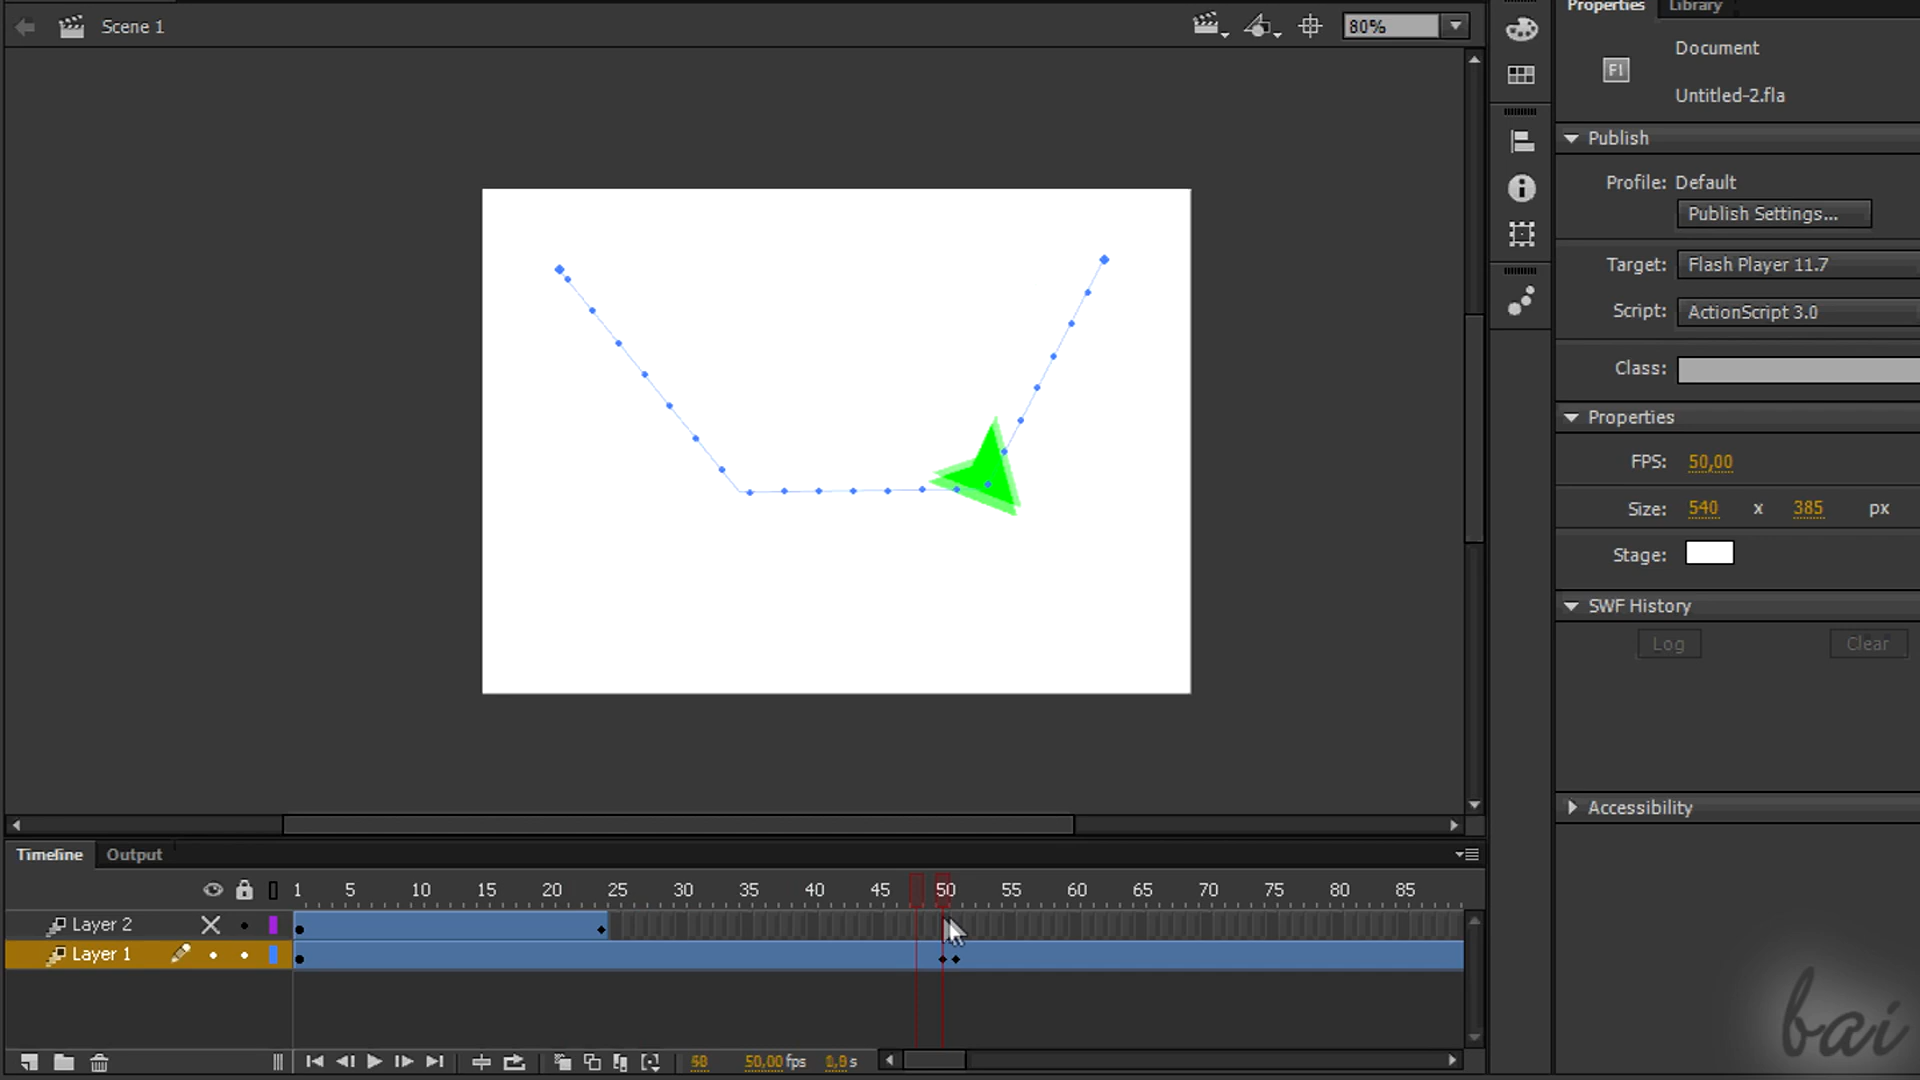 Scene 1
80%
Properties Library
Document
Fl
Untitled-2.fla
Publish
Profile: Default
Publish Settings...
Target: Flash Player 11.7
Script: ActionScript 3.0
Class:
Properties
FPS: 50,00
Size: 540 x 385 px
Stage:
SWF History
Log Clear
Accessibility
Timeline Output
1 5 10 15 20 25 30 35 40 45 50 55 60 65 70 75 80 85
Layer 2
Layer 1
50,00 fps
s
bai